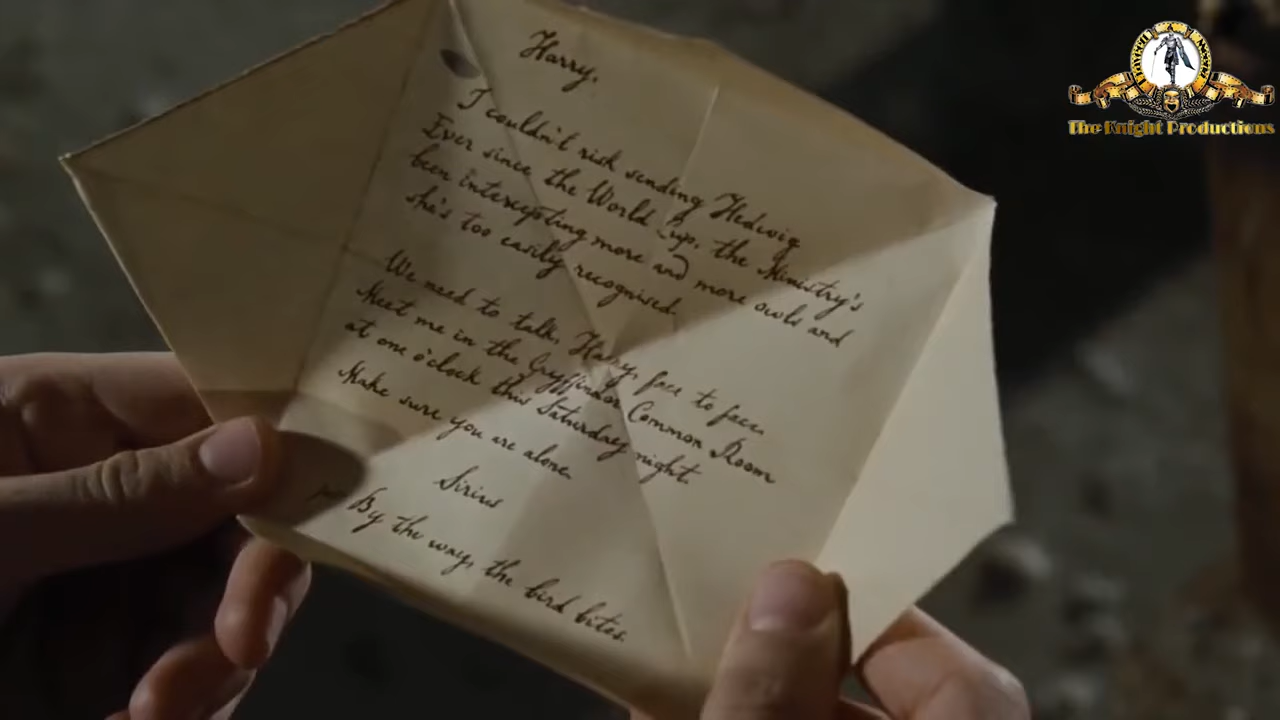 Harry,
I couldn't risk sending Hedwig
Ever since the World Cup, the Ministry's
been intercepting more and more owls and
she's too easily recognised.
We need to talk, Harry, face to face.
Meet me in the Gryffindor Common Room
at one o'clock this Saturday night.
Make sure you are alone.
Sirius
By the way, the bird bites.
The Knight Productions